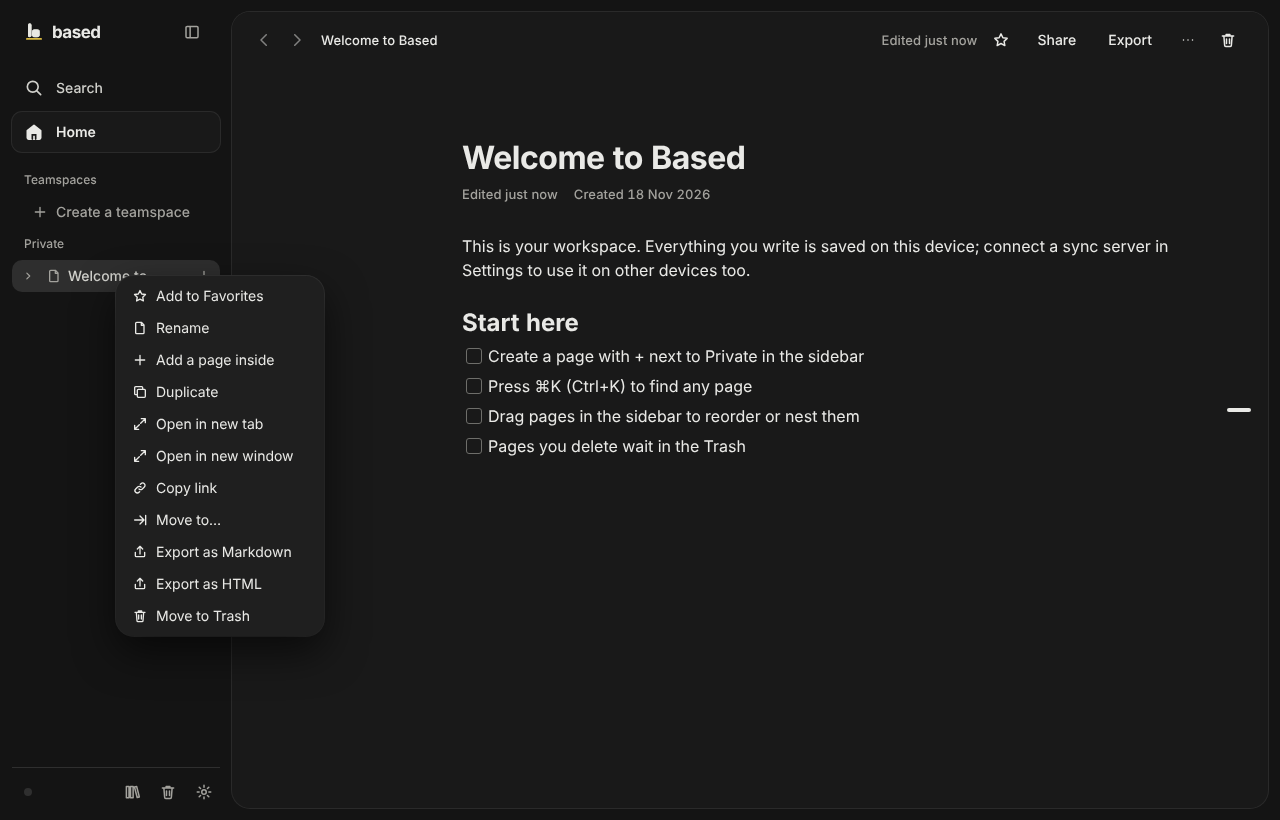 based
Search
Home
Teamspaces
Create a teamspace
Private
Welcome to
Add to Favorites
Rename
Add a page inside
Duplicate
Open in new tab
Open in new window
Copy link
Move to...
Export as Markdown
Export as HTML
Move to Trash
Welcome to Based
Edited just now
Share
Export
Welcome to Based
Edited just now Created 18 Nov 2026
This is your workspace. Everything you write is saved on this device; connect a sync server in
Settings to use it on other devices too.
Start here
Create a page with + next to Private in the sidebar
Press ⌘K (Ctrl+K) to find any page
Drag pages in the sidebar to reorder or nest them
Pages you delete wait in the Trash